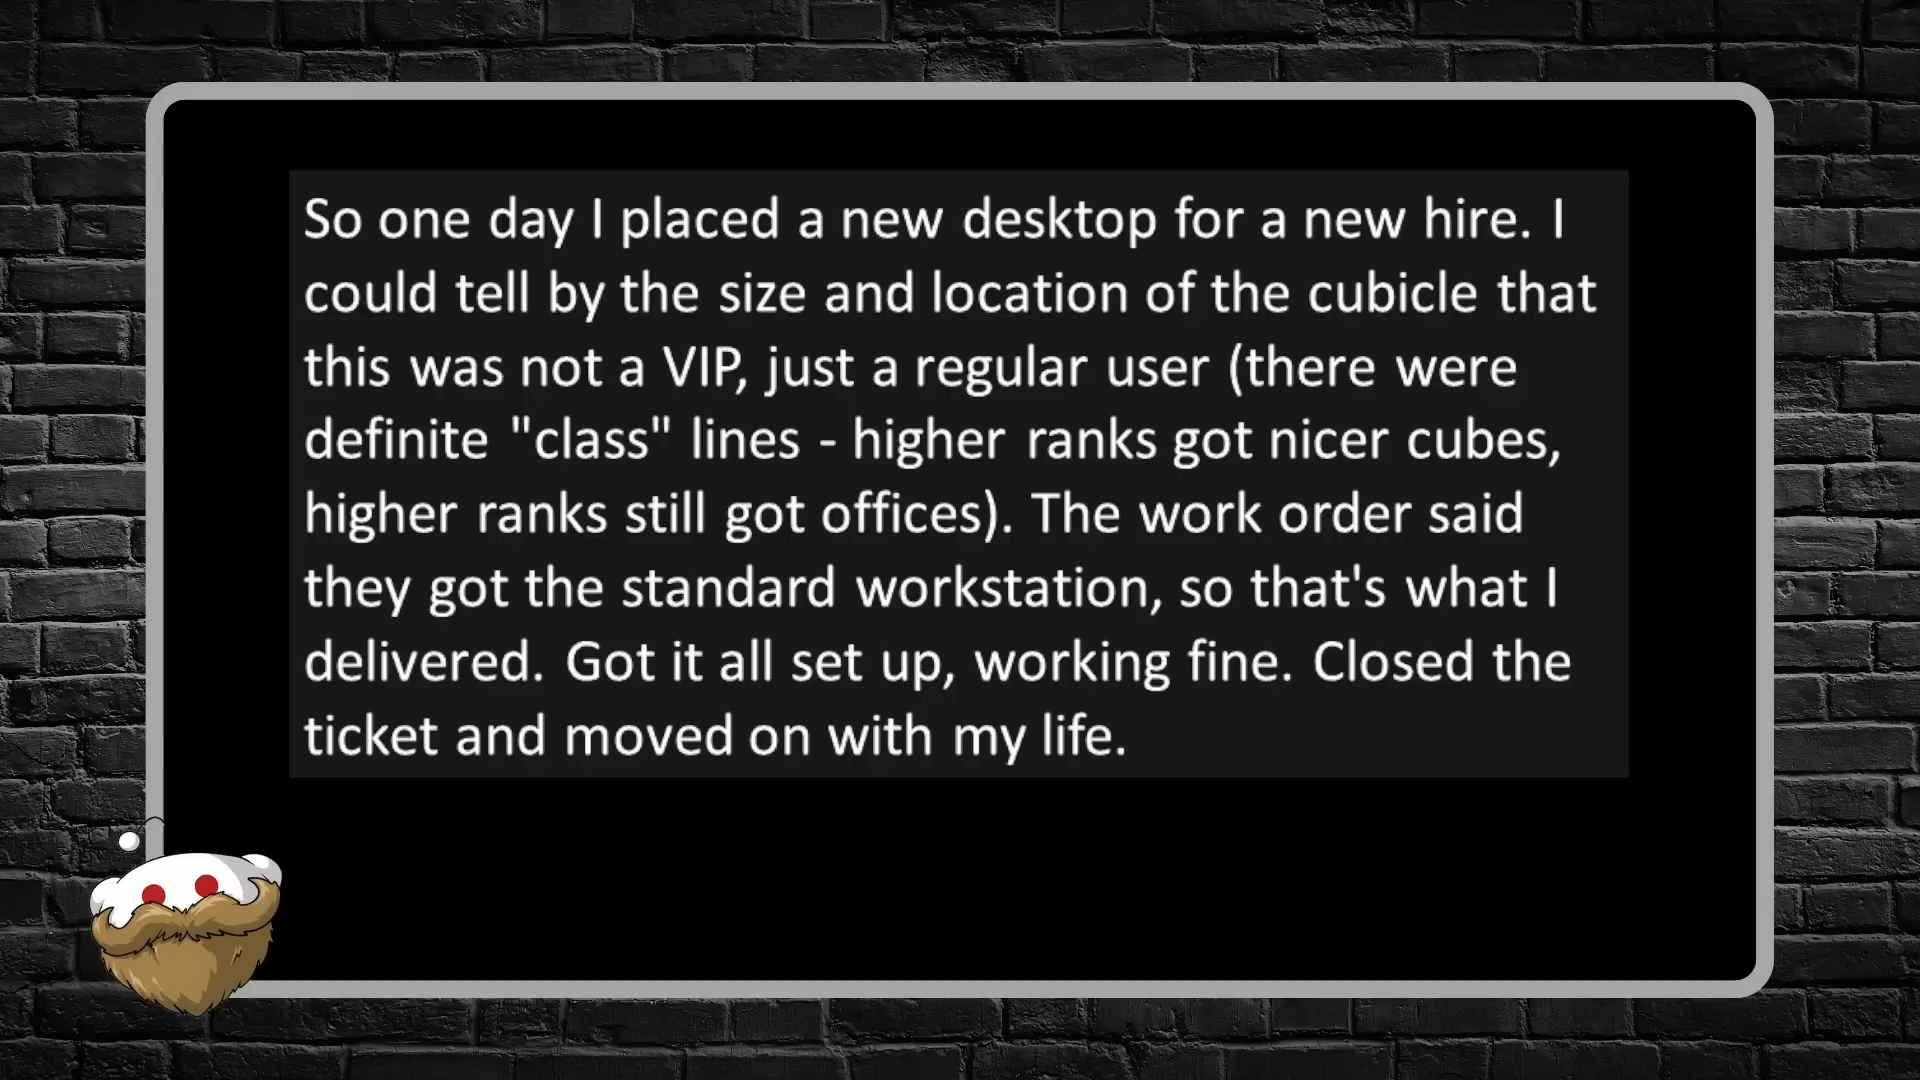 So one day I placed a new desktop for a new hire. I
could tell by the size and location of the cubicle that
this was not a VIP, just a regular user (there were
definite "class" lines - higher ranks got nicer cubes,
higher ranks still got offices). The work order said
they got the standard workstation, so that's what I
delivered. Got it all set up, working fine. Closed the
ticket and moved on with my life.